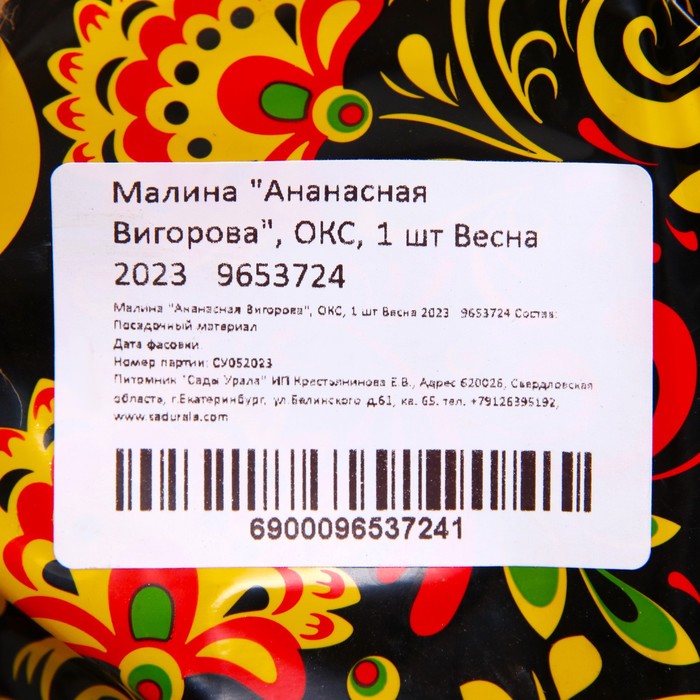 Малина "Ананасная
Вигорова", ОКС, 1 шт Весна
2023 9653724
Малина "Ананасная Вигорова", ОКС, 1 шт Весна 2023 9653724 Состав:
Посадочный материал
Дата фасовки:
Номер партии: СУ052023
Питомник "Сады Урала" ИП Крестьянинова Е.В., Адрес 620026, Свердловская
область, г.Екатеринбург, ул.Белинского д.61, кв. 65. тел. +79126395192,
www.sadurala.com
6900096537241